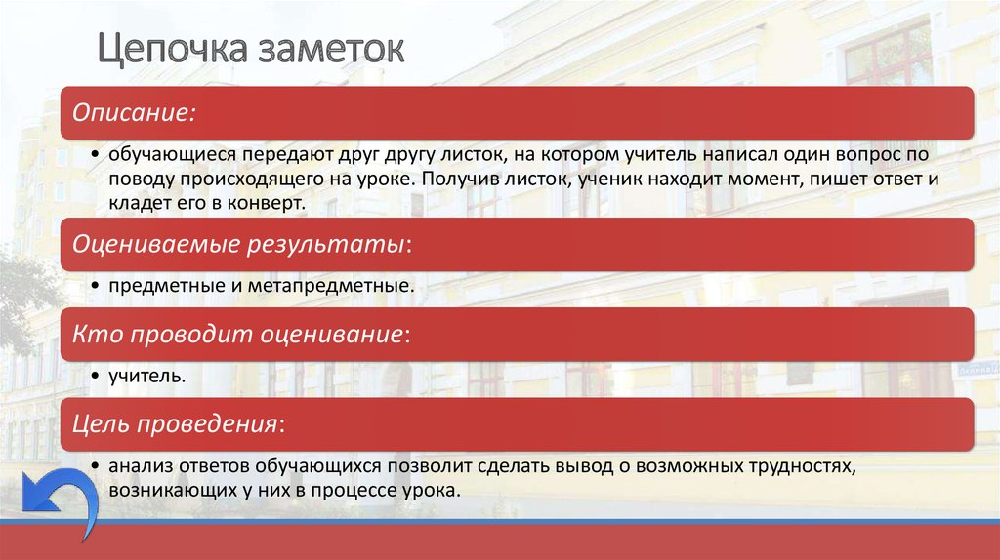 Цепочка заметок
Описание:
• обучающиеся передают друг другу листок, на котором учитель написал один вопрос по
поводу происходящего на уроке. Получив листок, ученик находит момент, пишет ответ и
кладет его в конверт.
Оцениваемые результаты:
• предметные и метапредметные.
Кто проводит оценивание:
• учитель.
Цель проведения:
• анализ ответов обучающихся позволит сделать вывод о возможных трудностях,
возникающих у них в процессе урока.